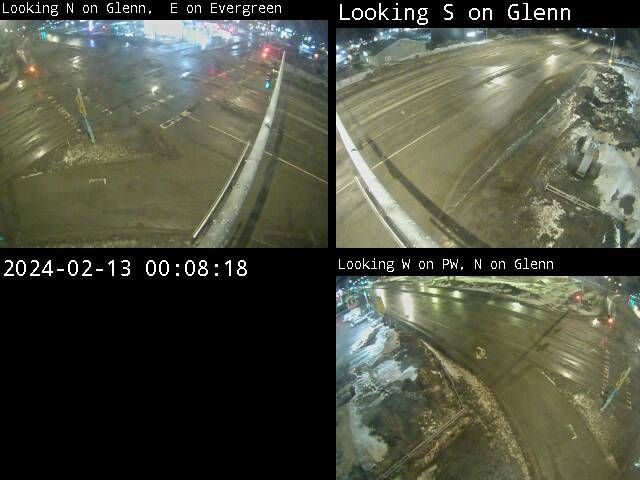 Looking N on Glenn,  E on Evergreen
Looking S on Glenn
2024-02-13 00:08:18
Looking W on PW, N on Glenn